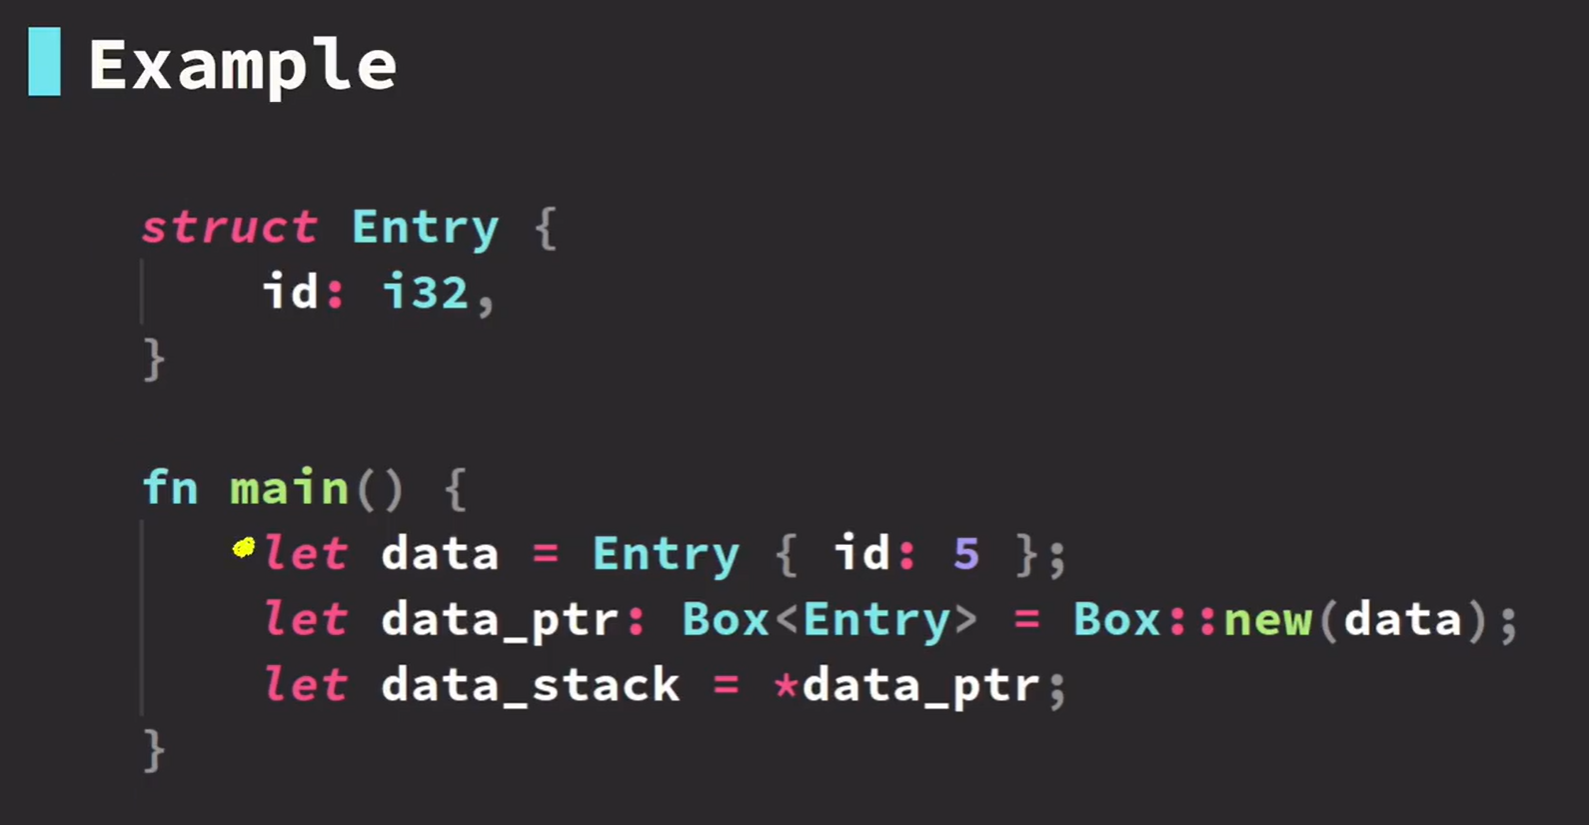 Example
struct Entry {
    id: i32,
}
fn main() {
    let data = Entry { id: 5 };
    let data_ptr: Box<Entry> = Box::new(data);
    let data_stack = *data_ptr;
}